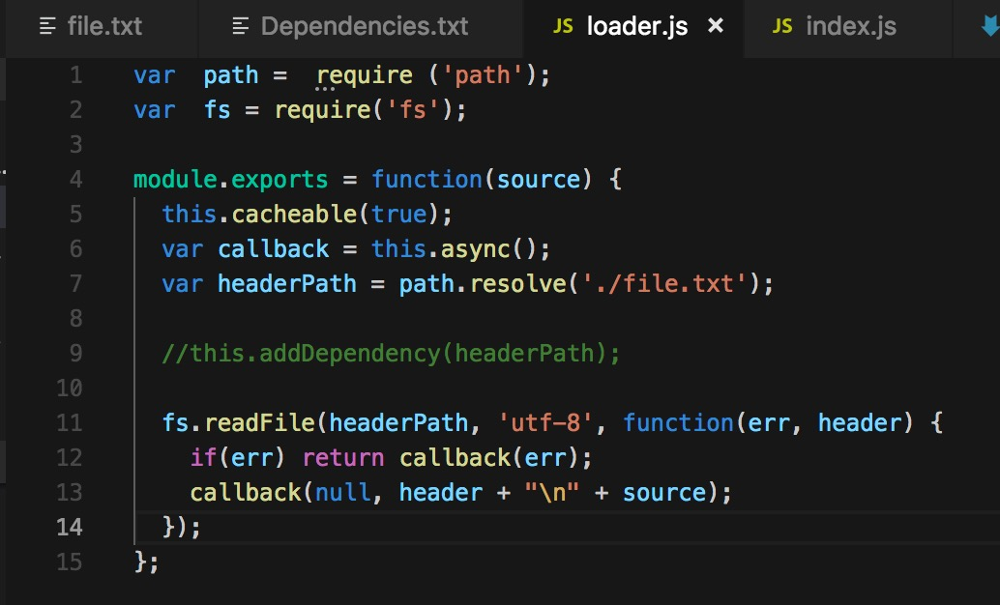 file.txt Dependencies.txt JS loader.js × JS index.js
1 var  path =  require ('path');
2 var  fs = require('fs');
3
4 module.exports = function(source) {
5   this.cacheable(true);
6   var callback = this.async();
7   var headerPath = path.resolve('./file.txt');
8
9   //this.addDependency(headerPath);
10
11   fs.readFile(headerPath, 'utf-8', function(err, header) {
12     if(err) return callback(err);
13     callback(null, header + "\n" + source);
14   });
15 };